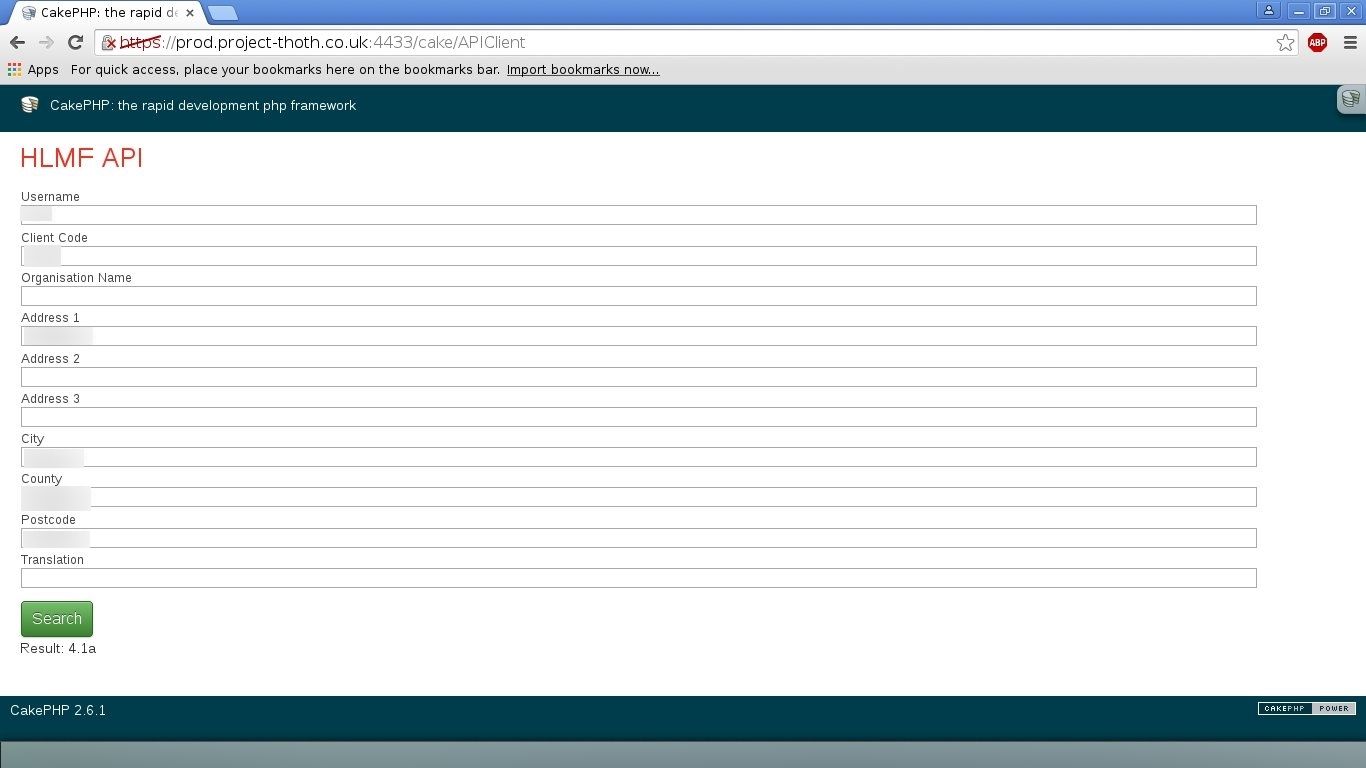 CakePHP: the rapid de
https://prod.project-thoth.co.uk:4433/cake/APIClient
ABP
Apps For quick access, place your bookmarks here on the bookmarks bar. Import bookmarks now...
CakePHP: the rapid development php framework
HLMF API
Username
Client Code
Organisation Name
Address 1
Address 2
Address 3
City
County
Postcode
Translation
Search
Result: 4.1a
CakePHP 2.6.1
CAKEPHP POWER